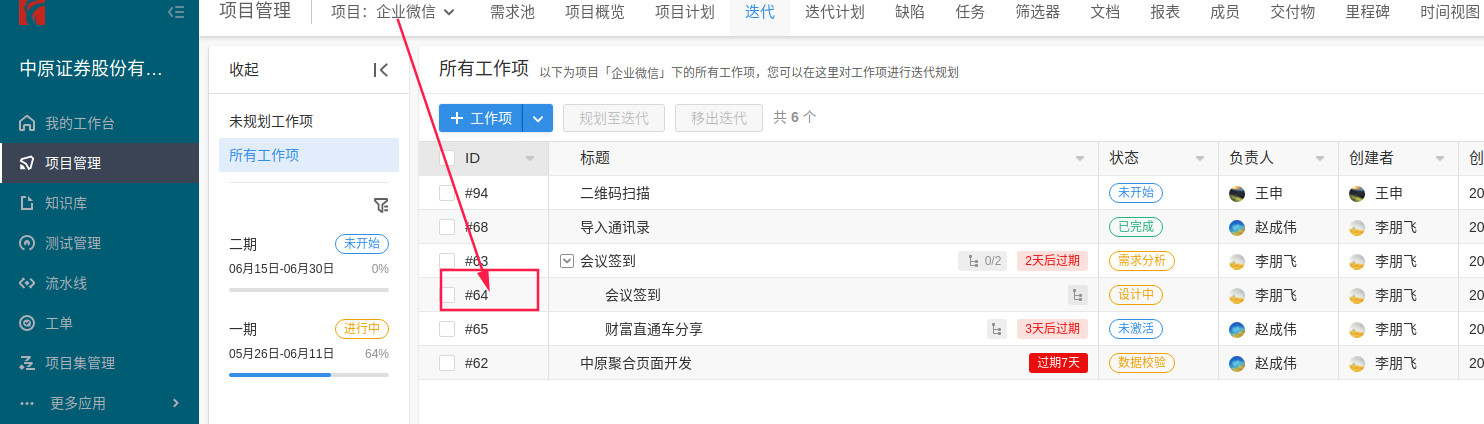 项目管理 项目：企业微信 需求池 项目概览 项目计划 迭代 迭代计划 缺陷 任务 筛选器 文档 报表 成员 交付物 里程碑 时间视图
中原证券股份有…
我的工作台
项目管理
知识库
测试管理
流水线
工单
项目集管理
更多应用
收起
未规划工作项
所有工作项
二期 未开始
06月15日-06月30日 0%
一期 进行中
05月26日-06月11日 64%
所有工作项 以下为项目「企业微信」下的所有工作项，您可以在这里对工作项进行迭代规划
工作项 规划至迭代 移出迭代 共 6 个
ID 标题 状态 负责人 创建者 创
#94 二维码扫描 未开始 王申 王申 20
#68 导入通讯录 已完成 赵成伟 李朋飞 20
#63 会议签到 0/2 2天后过期 需求分析 李朋飞 李朋飞 20
#64 会议签到 设计中 李朋飞 李朋飞 20
#65 财富直通车分享 3天后过期 未激活 赵成伟 李朋飞 20
#62 中原聚合页面开发 过期7天 数据校验 赵成伟 李朋飞 20